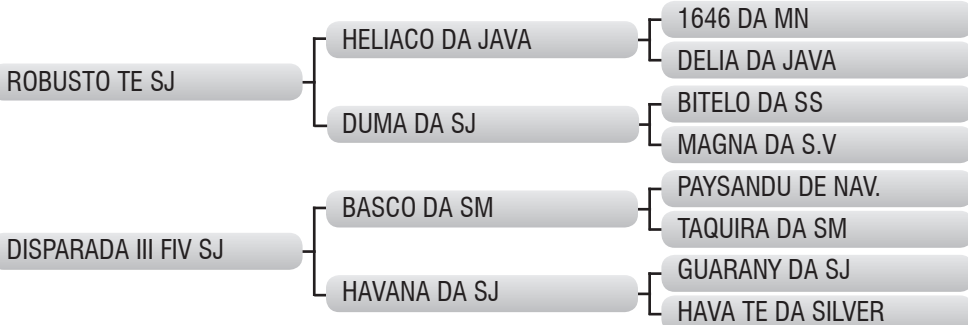 ROBUSTO TE SJ
HELIACO DA JAVA
1646 DA MN
DELIA DA JAVA
DUMA DA SJ
BITELO DA SS
MAGNA DA S.V
DISPARADA III FIV SJ
BASCO DA SM
PAYSANDU DE NAV.
TAQUIRA DA SM
HAVANA DA SJ
GUARANY DA SJ
HAVA TE DA SILVER